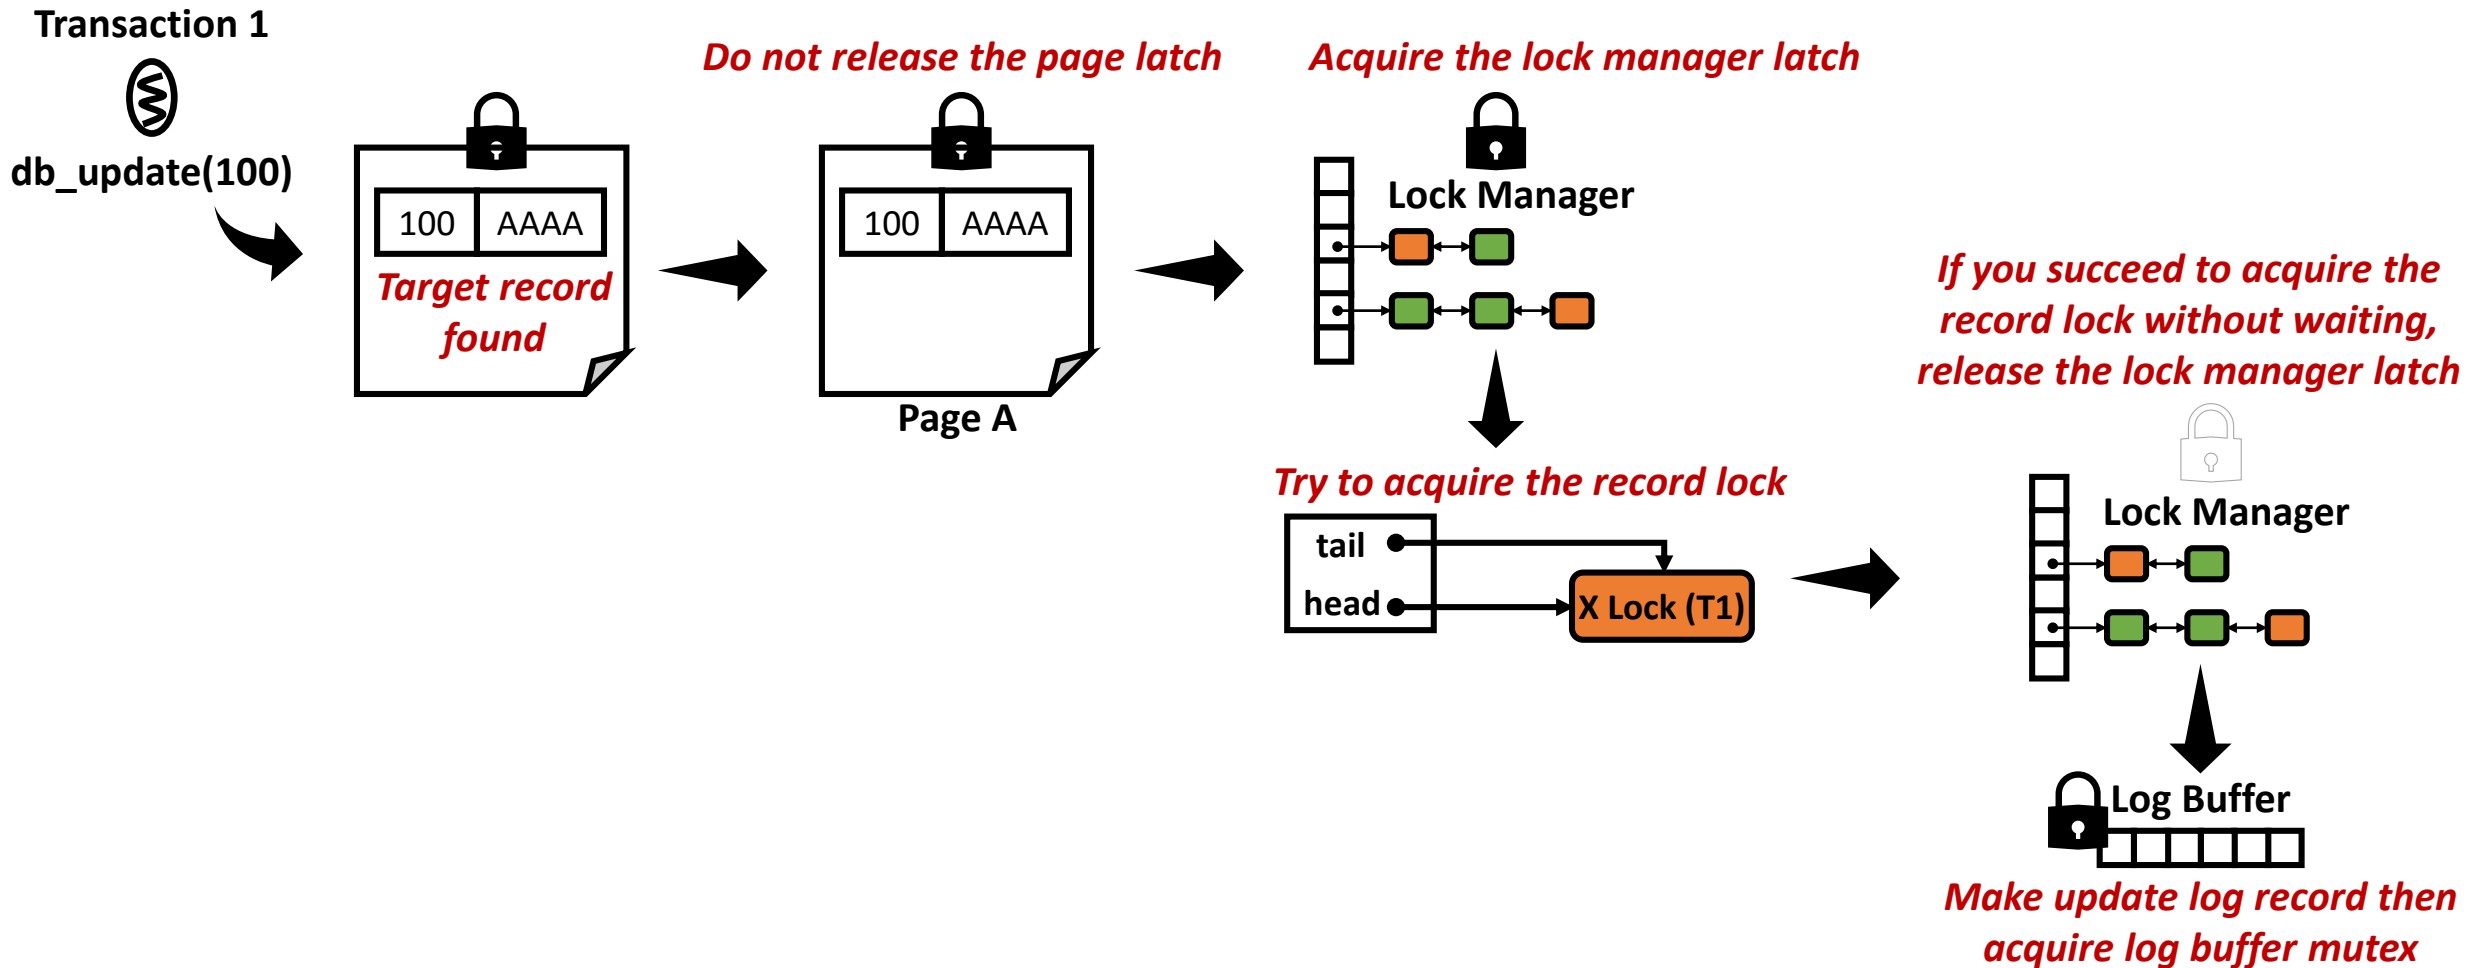 Transaction 1
db_update(100)
100 AAAA
Target record
found
Do not release the page latch
100 AAAA
Page A
Acquire the lock manager latch
Lock Manager
Try to acquire the record lock
tail
head
X Lock (T1)
If you succeed to acquire the
record lock without waiting,
release the lock manager latch
Lock Manager
Log Buffer
Make update log record then
acquire log buffer mutex